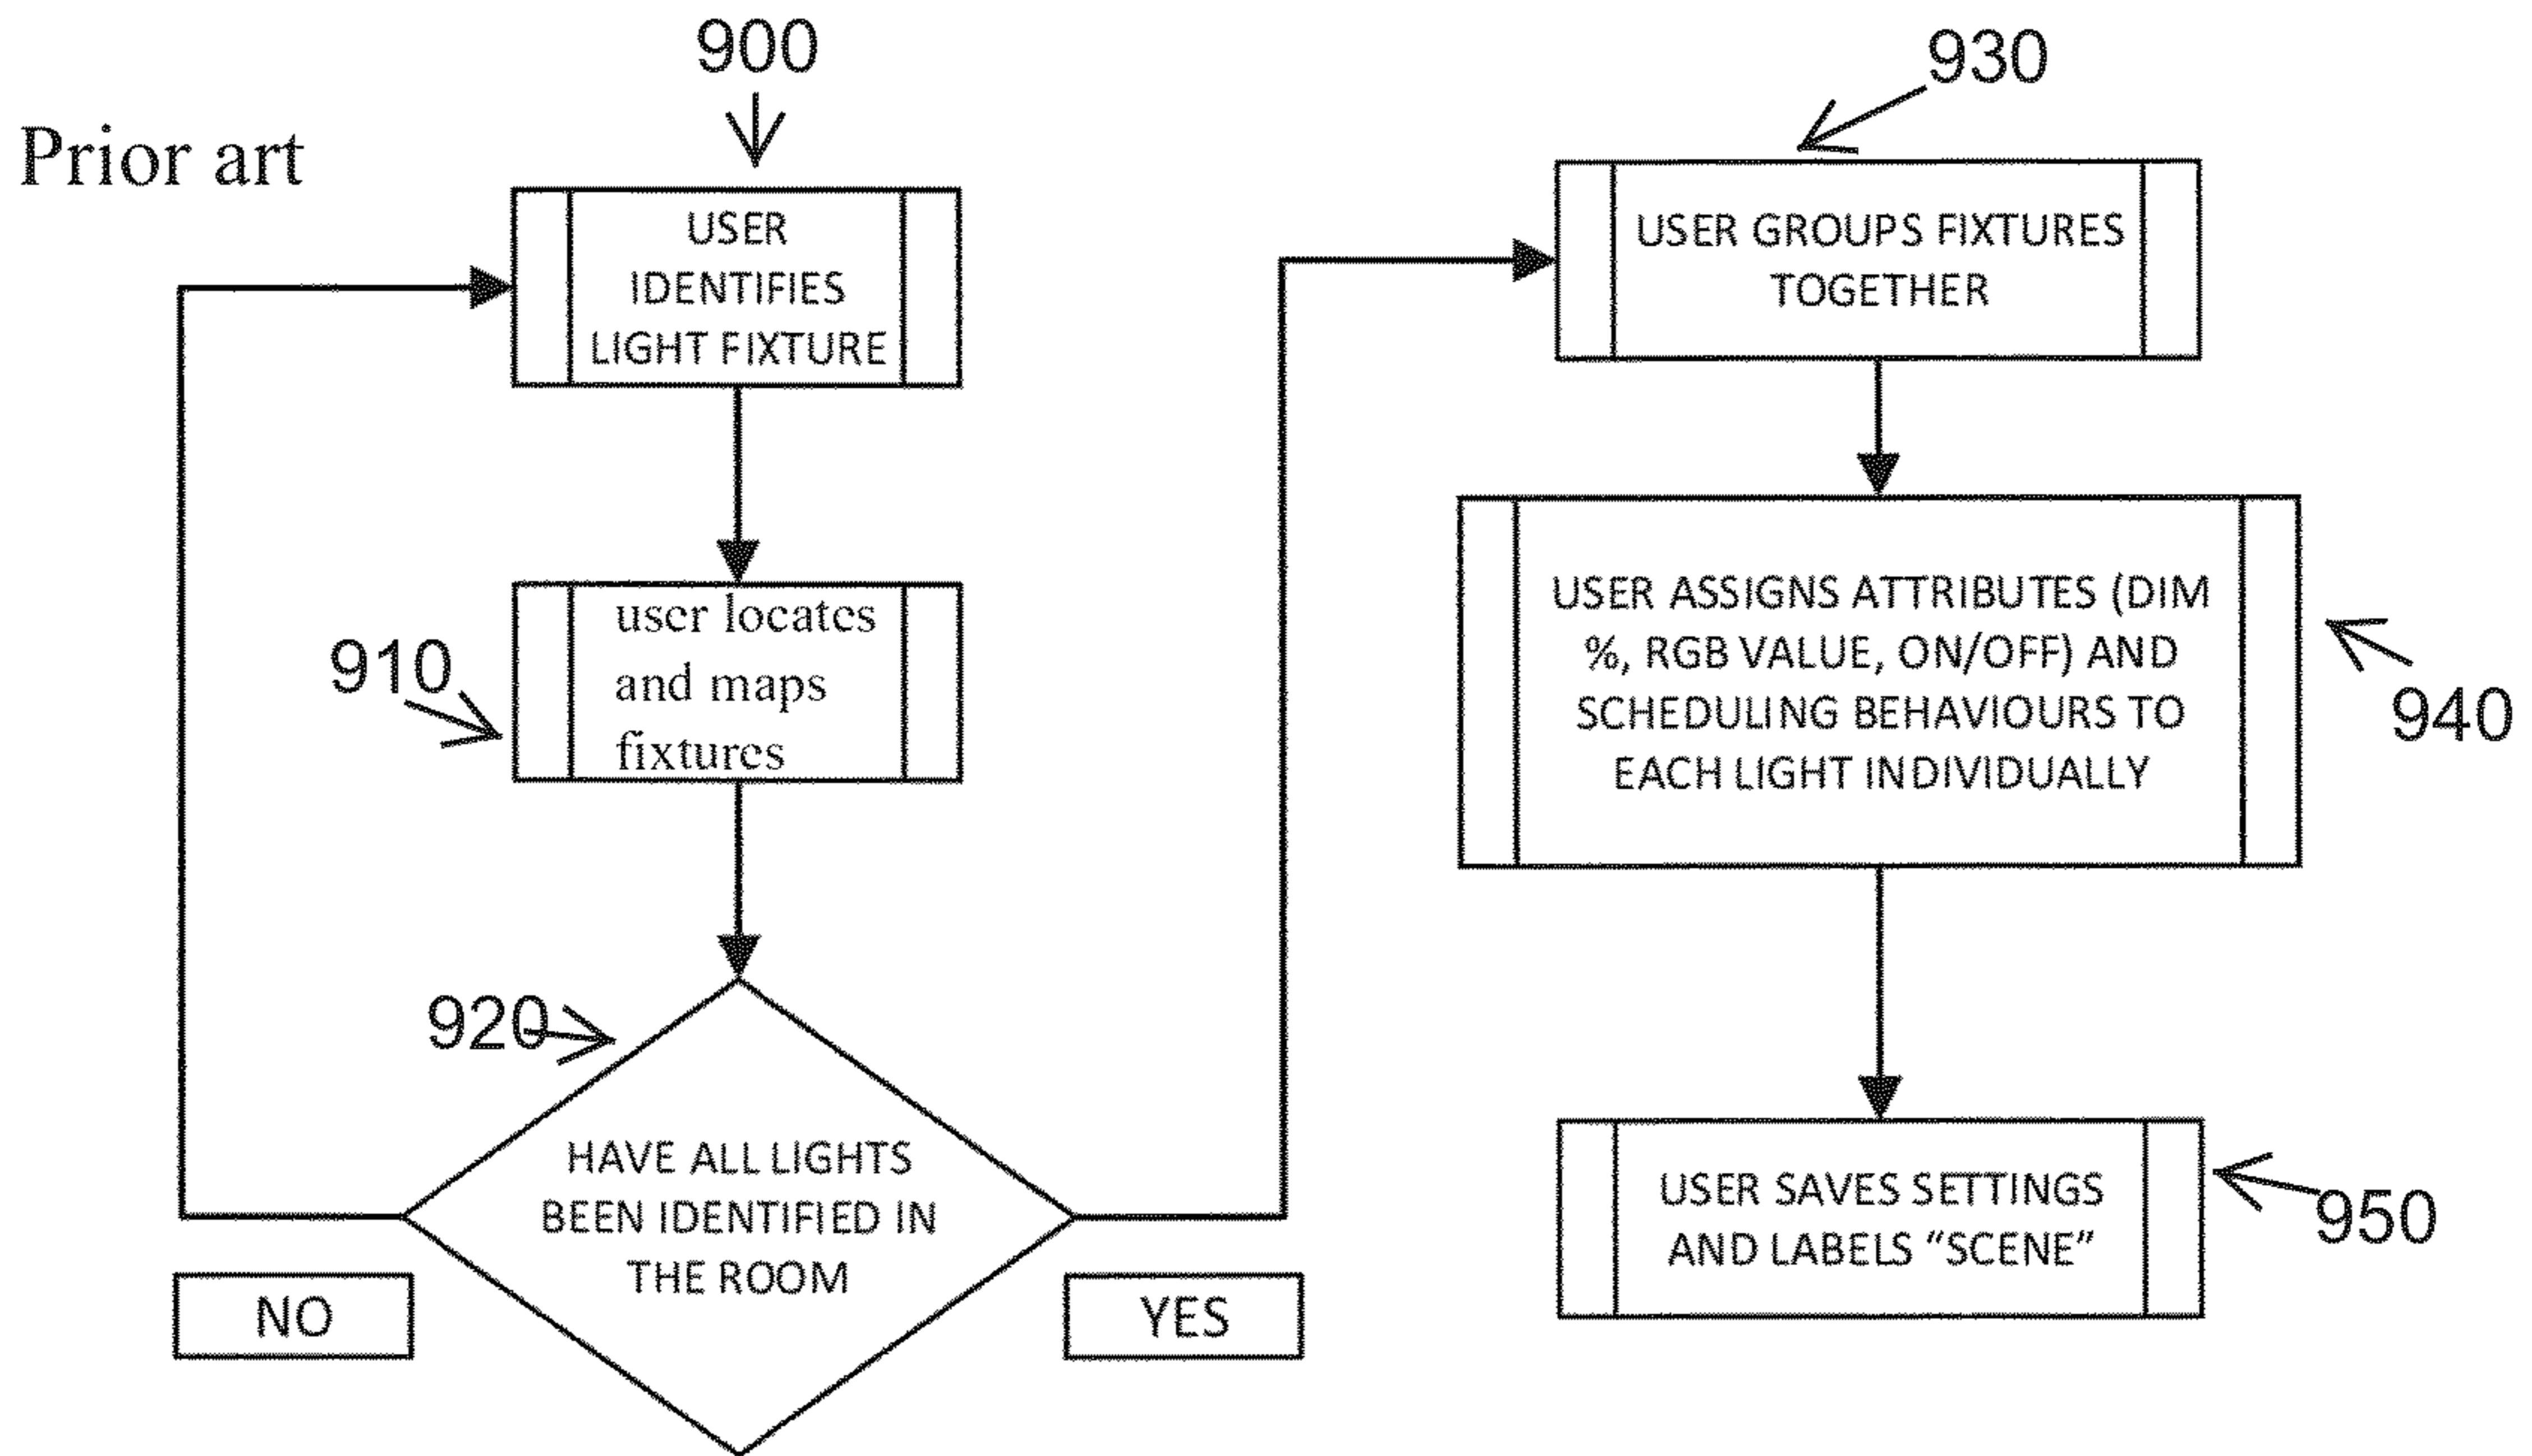 Prior art
900
USER
IDENTIFIES
LIGHT FIXTURE
910
user locates
and maps
fixtures
920
HAVE ALL LIGHTS
BEEN IDENTIFIED IN
THE ROOM
NO
YES
930
USER GROUPS FIXTURES
TOGETHER
USER ASSIGNS ATTRIBUTES (DIM
%, RGB VALUE, ON/OFF) AND
SCHEDULING BEHAVIOURS TO
EACH LIGHT INDIVIDUALLY
940
USER SAVES SETTINGS
AND LABELS “SCENE”
950